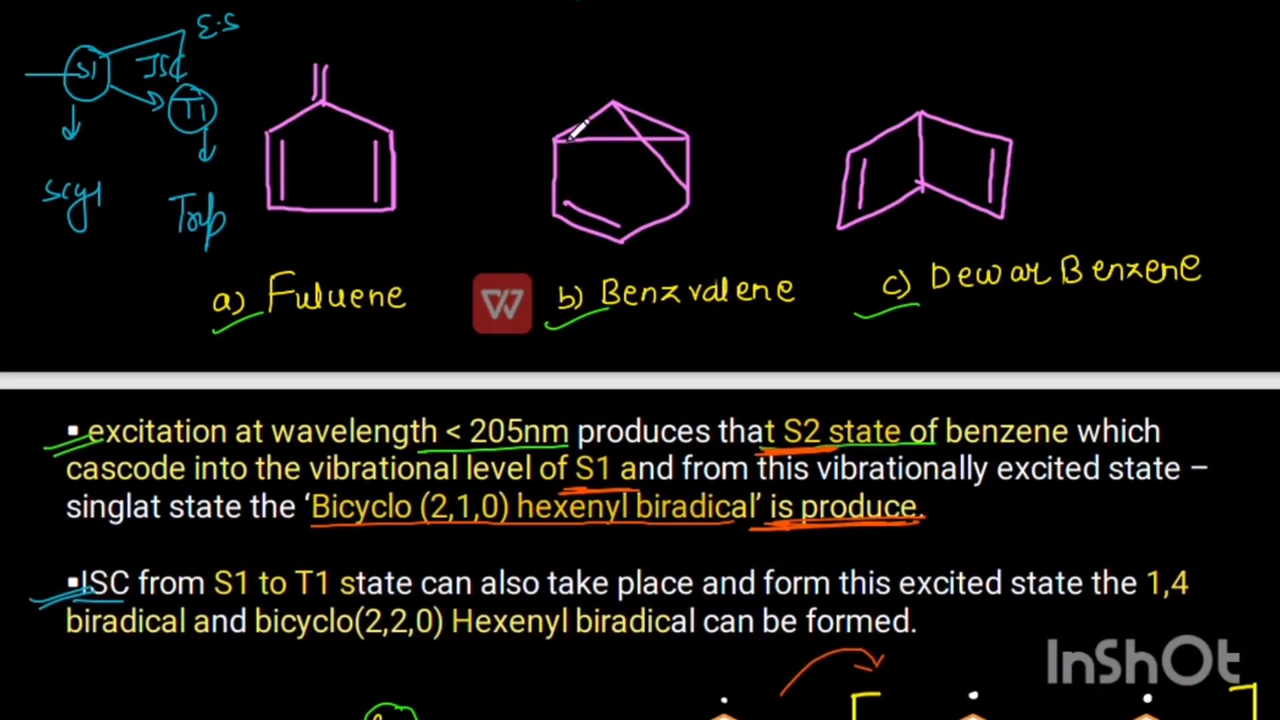 E.S
S1
ISC
T1
a) Fuluene
b) Benzvalene
c) Dewar Benzene
▪ excitation at wavelength < 205nm produces that S2 state of benzene which
cascode into the vibrational level of S1 and from this vibrationally excited state –
singlat state the ‘Bicyclo (2,1,0) hexenyl biradical’ is produce.
▪ISC from S1 to T1 state can also take place and form this excited state the 1,4
biradical and bicyclo(2,2,0) Hexenyl biradical can be formed.
InShOt